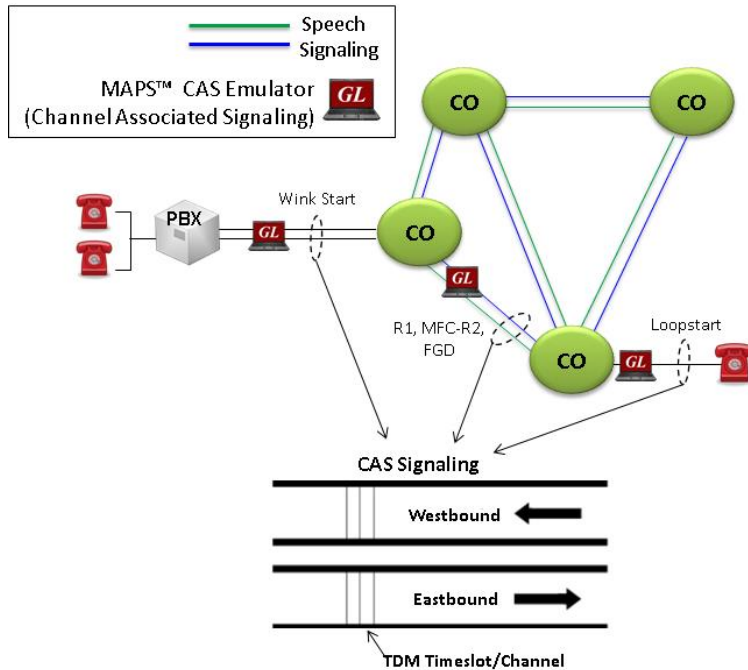 Speech
Signaling
MAPS™ CAS Emulator
(Channel Associated Signaling)
GL
CO
CO
PBX
GL
Wink Start
CO
GL
R1, MFC-R2,
FGD
CO
GL
Loopstart
CAS Signaling
Westbound
Eastbound
TDM Timeslot/Channel